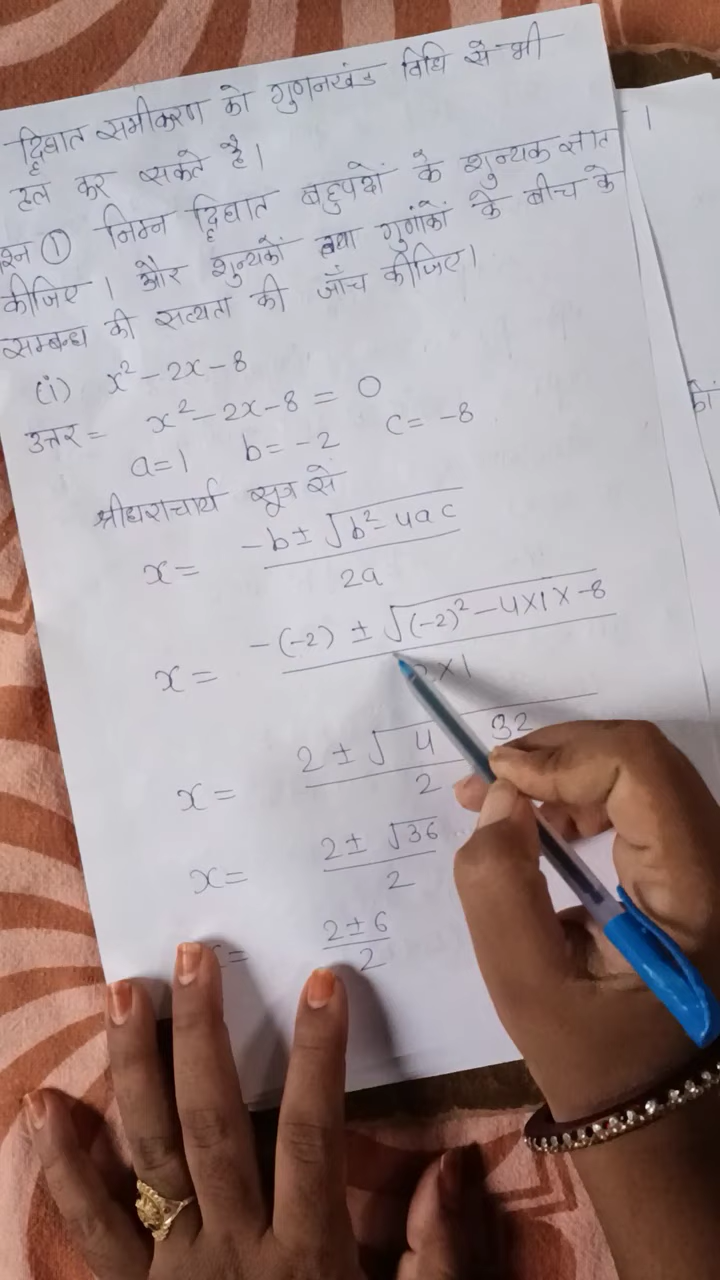 द्विघात समीकरण को गुणनखंड विधि से भी
हल कर सकते है।
श्न ① निम्न द्विघात बहुपदों के शुन्यक ज्ञात
कीजिए। और शुन्यकों तथा गुणांकों के बीच के
सम्बन्ध की सत्यता की जाँच कीजिए।
(i) x² - 2x - 8
उत्तर = x² - 2x - 8 = 0
a=1 b= -2 c= -8
श्रीधराचार्य सूत्र से
x = (-b ± √(b² - 4ac)) / 2a
x = (-(-2) ± √((-2)² - 4×1×-8)) / 2×1
x = (2 ± √(4 32)) / 2
x = (2 ± √36) / 2
x = (2 ± 6) / 2